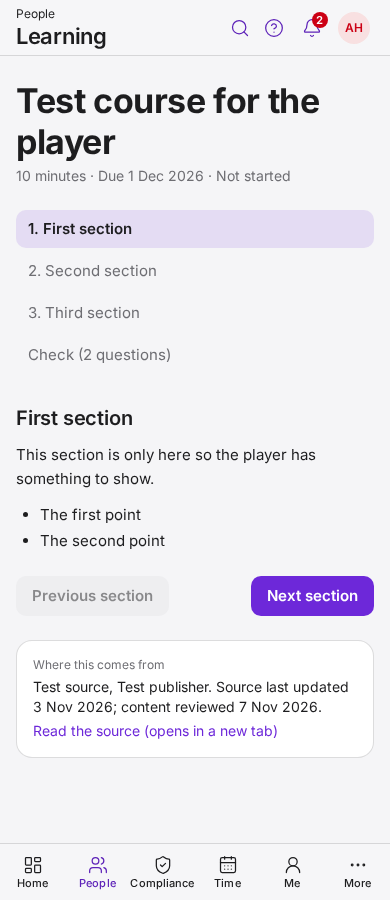 People
Learning
2
AH
Test course for the
player
10 minutes · Due 1 Dec 2026 · Not started
1. First section
2. Second section
3. Third section
Check (2 questions)
First section
This section is only here so the player has
something to show.
• The first point
• The second point
Previous section
Next section
Where this comes from
Test source, Test publisher. Source last updated
3 Nov 2026; content reviewed 7 Nov 2026.
Read the source (opens in a new tab)
Home
People
Compliance
Time
Me
More